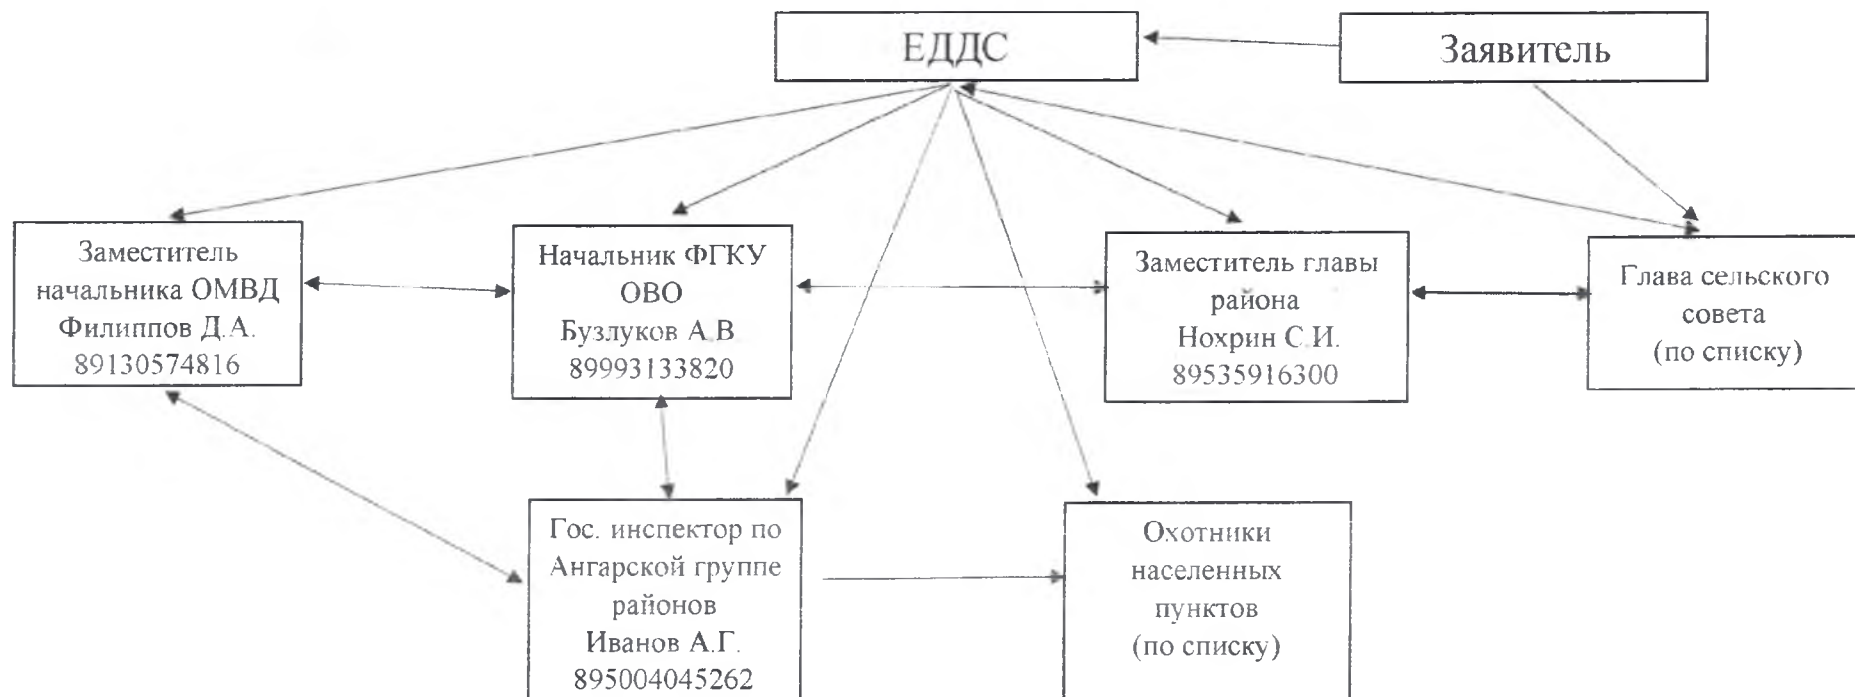 ЕДДС
Заявитель
Заместитель
начальника ОМВД
Филиппов Д.А.
89130574816
Начальник ФГКУ
ОВО
Бузлуков А.В
89993133820
Заместитель главы
района
Нохрин С.И.
89535916300
Глава сельского
совета
(по списку)
Гос. инспектор по
Ангарской группе
районов
Иванов А.Г.
895004045262
Охотники
населенных
пунктов
(по списку)